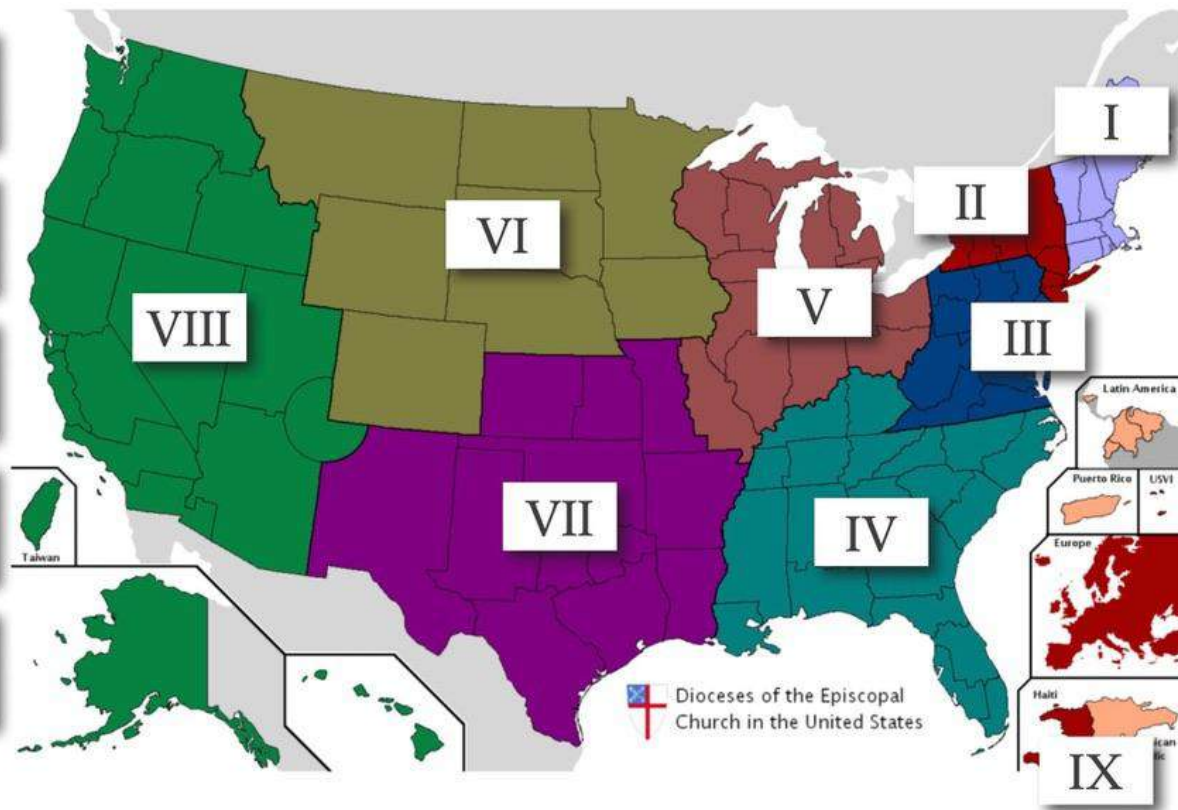 I
II
VI
V
VIII
III
Latin America
Puerto Rico
USVI
VII
IV
Taiwan
Europe
Dioceses of the Episcopal
Church in the United States
Haiti
IX